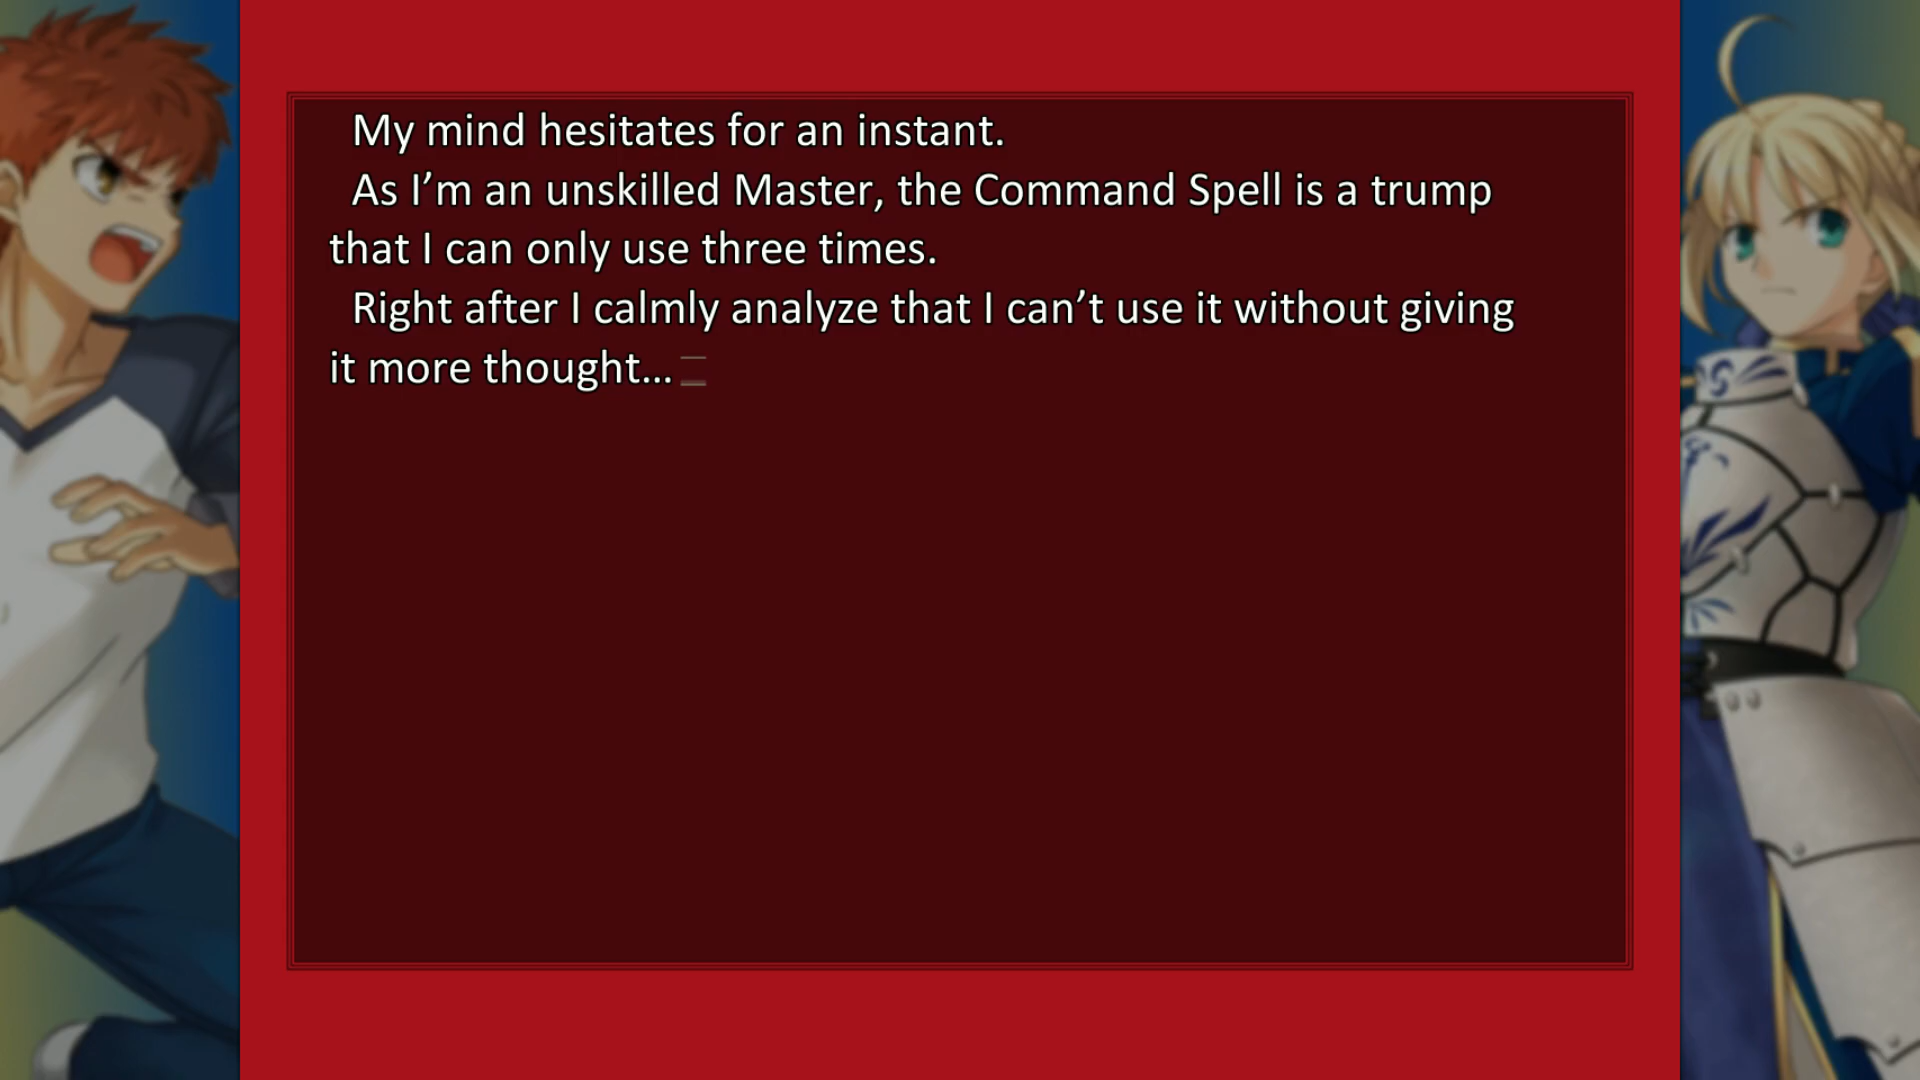 My mind hesitates for an instant.
As I’m an unskilled Master, the Command Spell is a trump
that I can only use three times.
Right after I calmly analyze that I can’t use it without giving
it more thought…